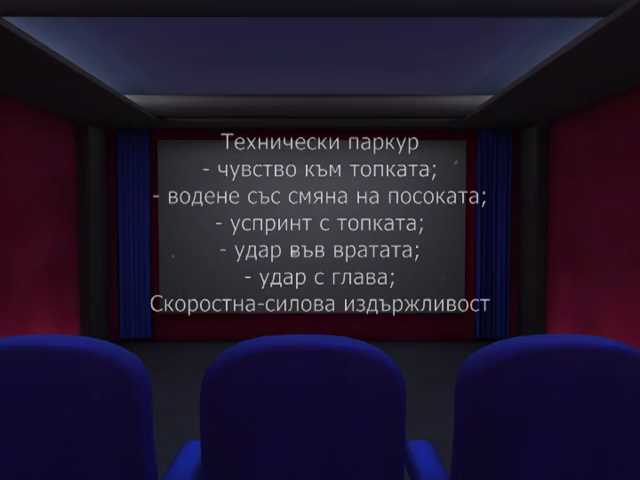 Технически паркур
- чувство към топката;
- водене със смяна на посоката;
- успринт с топката;
- удар във вратата;
- удар с глава;
Скоростна-силова издържливост